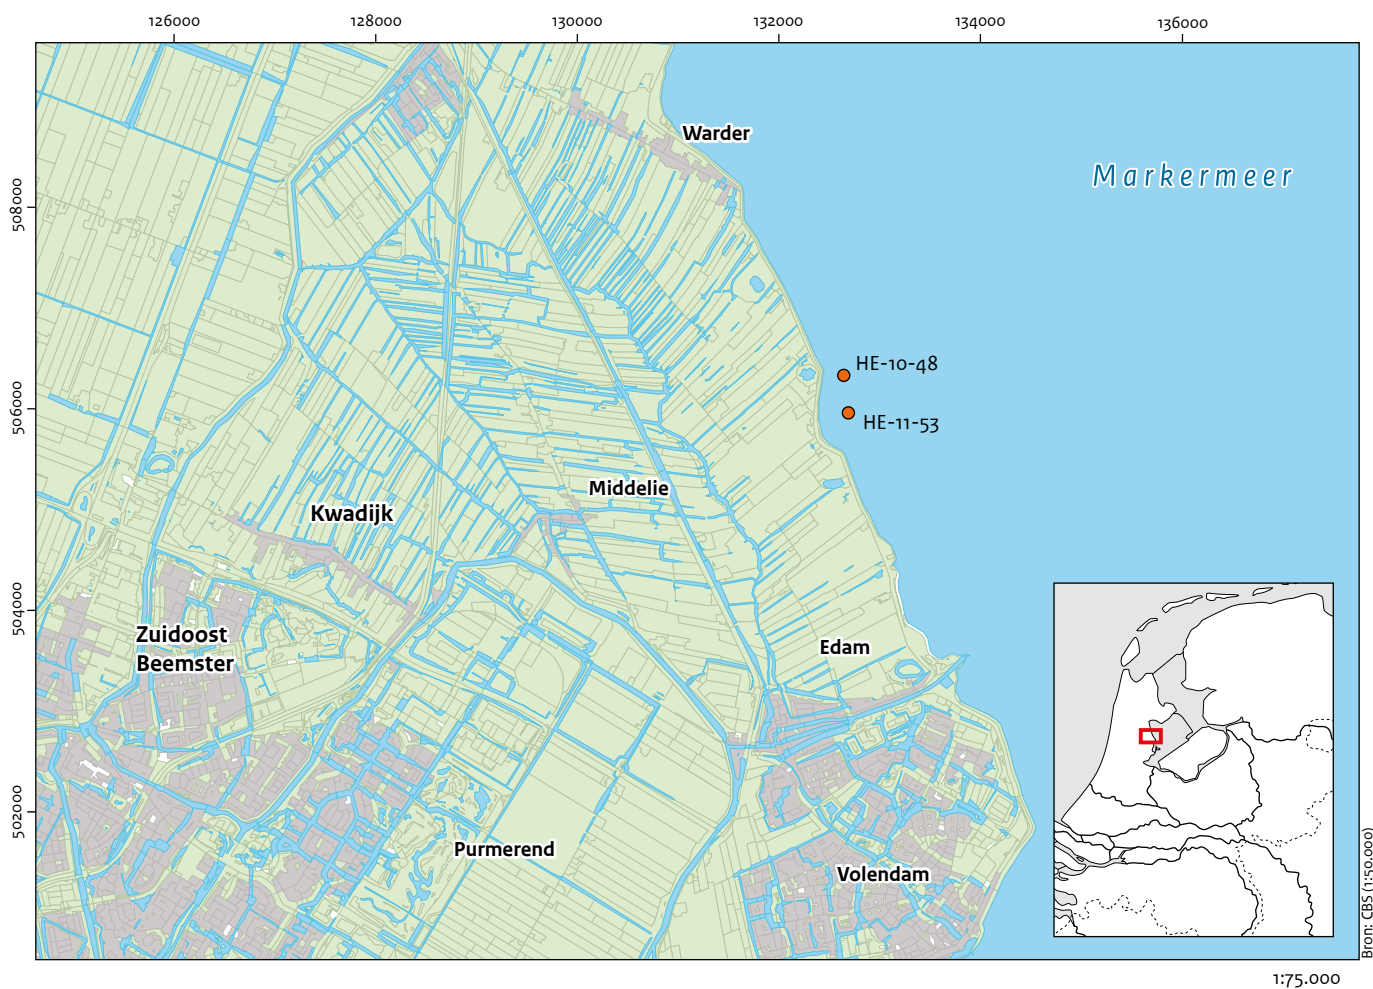 126000
128000
130000
132000
134000
136000
508000
506000
504000
502000
Warder
Markermeer
HE-10-48
HE-11-53
Middelie
Kwadijk
Zuidoost
Beemster
Edam
Purmerend
Volendam
Bron: CBS (1:50.000)
1:75.000